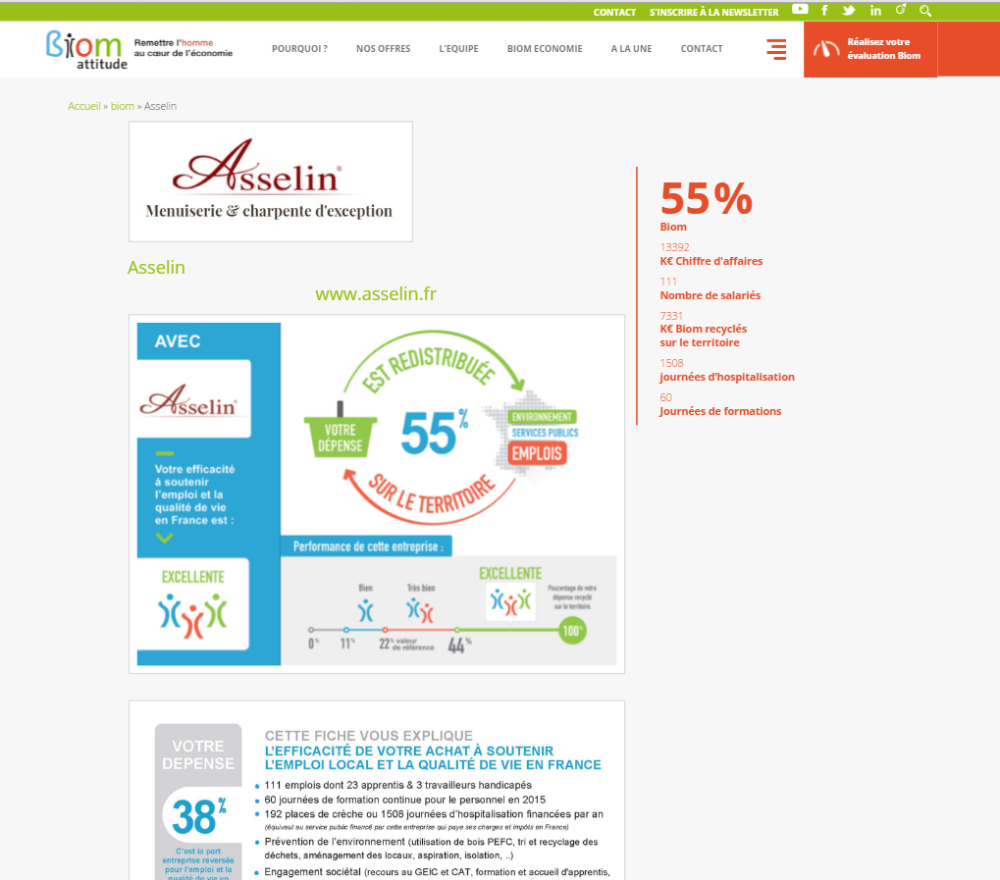 CONTACT S'INSCRIRE À LA NEWSLETTER
Biom attitude
Remettre l'homme
au cœur de l'économie
POURQUOI ? NOS OFFRES L'EQUIPE BIOM ECONOMIE A LA UNE CONTACT
Réalisez votre
évaluation Biom
Accueil » biom » Asselin
Asselin®
Menuiserie & charpente d'exception
Asselin
www.asselin.fr
55%
Biom
13392
K€ Chiffre d'affaires
111
Nombre de salariés
7331
K€ Biom recyclés
sur le territoire
1508
journées d'hospitalisation
60
Journées de formations
AVEC
Asselin
Votre efficacité
à soutenir
l'emploi et la
qualité de vie
en France est :
EXCELLENTE
EST REDISTRIBUÉE
VOTRE
DÉPENSE
55%
ENVIRONNEMENT
SERVICES PUBLICS
EMPLOIS
SUR LE TERRITOIRE
Performance de cette entreprise :
Bien
Très bien
EXCELLENTE
Pourcentage de votre
dépense recyclé
sur le territoire.
0% 11% 22% valeur de référence 44% 100%
VOTRE
DEPENSE
38%
C'est la part
entreprise reversée
pour l'emploi et la
qualité de vie en
CETTE FICHE VOUS EXPLIQUE
L'EFFICACITÉ DE VOTRE ACHAT À SOUTENIR
L'EMPLOI LOCAL ET LA QUALITÉ DE VIE EN FRANCE
111 emplois dont 23 apprentis & 3 travailleurs handicapés
60 journées de formation continue pour le personnel en 2015
192 places de crèche ou 1508 journées d'hospitalisation financées par an
(équivaut au service public financé par cette entreprise qui paye ses charges et impôts en France)
Prévention de l'environnement (utilisation de bois PEFC, tri et recyclage des
déchets, aménagement des locaux, aspiration, isolation, ..)
Engagement sociétal (recours au GEIC et CAT, formation et accueil d'apprentis,